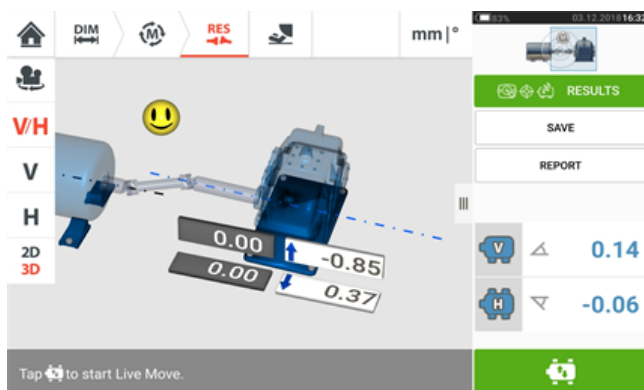 DIM
M
RES
mm|°
83%
03.12.2018 16:32
V/H
V
H
2D
3D
0.00
-0.85
0.00
0.37
RESULTS
SAVE
REPORT
V
0.14
H
-0.06
Tap to start Live Move.